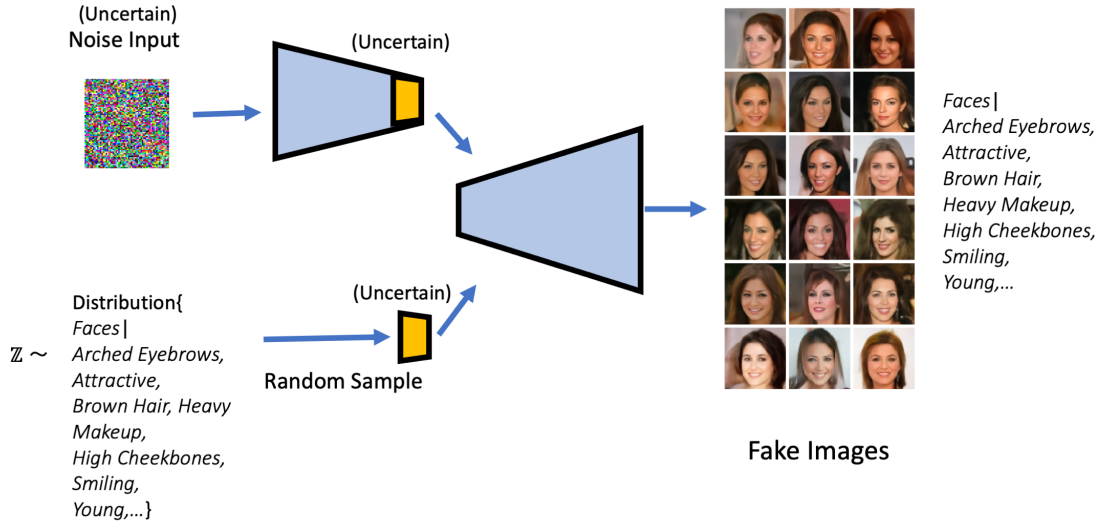 (Uncertain)
Noise Input
(Uncertain)
Faces|
Arched Eyebrows,
Attractive,
Brown Hair,
Heavy Makeup,
High Cheekbones,
Smiling,
Young,...
(Uncertain)
Random Sample
ℤ ~
Distribution{
Faces|
Arched Eyebrows,
Attractive,
Brown Hair, Heavy
Makeup,
High Cheekbones,
Smiling,
Young,...}
Fake Images